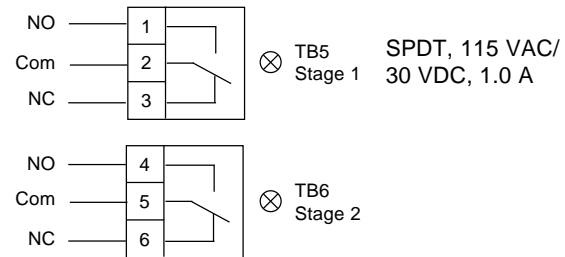 NO 1
Com 2 TB5 SPDT, 115 VAC/
NC 3 Stage 1 30 VDC, 1.0 A
NO 4
Com 5 TB6
NC 6 Stage 2